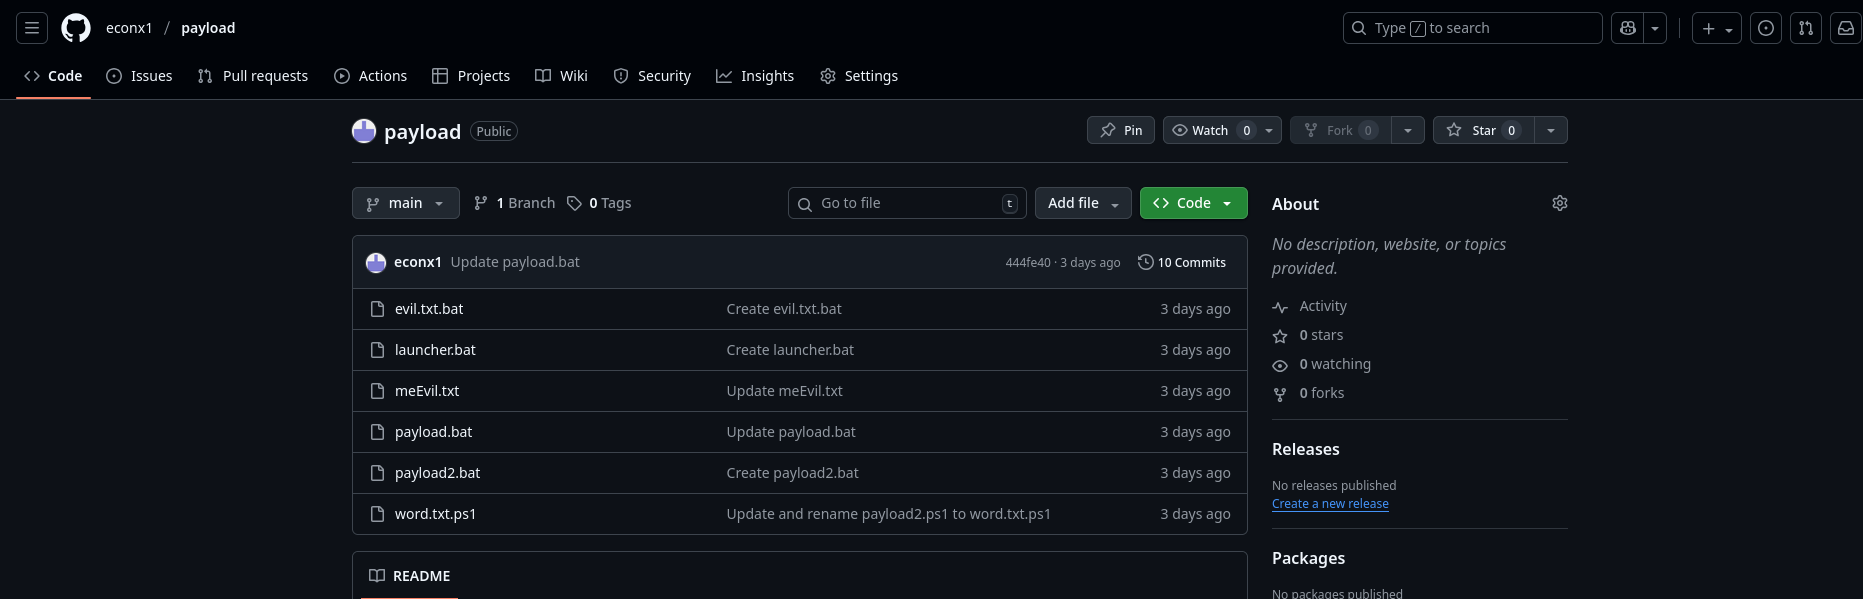 econx1 / payload
Type / to search
Code Issues Pull requests Actions Projects Wiki Security Insights Settings
payload Public
Pin Watch 0 Fork 0 Star 0
main 1 Branch 0 Tags
Go to file t Add file Code
econx1 Update payload.bat 444fe40 · 3 days ago 10 Commits
evil.txt.bat Create evil.txt.bat 3 days ago
launcher.bat Create launcher.bat 3 days ago
meEvil.txt Update meEvil.txt 3 days ago
payload.bat Update payload.bat 3 days ago
payload2.bat Create payload2.bat 3 days ago
word.txt.ps1 Update and rename payload2.ps1 to word.txt.ps1 3 days ago
README
About
No description, website, or topics
provided.
Activity
0 stars
0 watching
0 forks
Releases
No releases published
Create a new release
Packages
No packages published